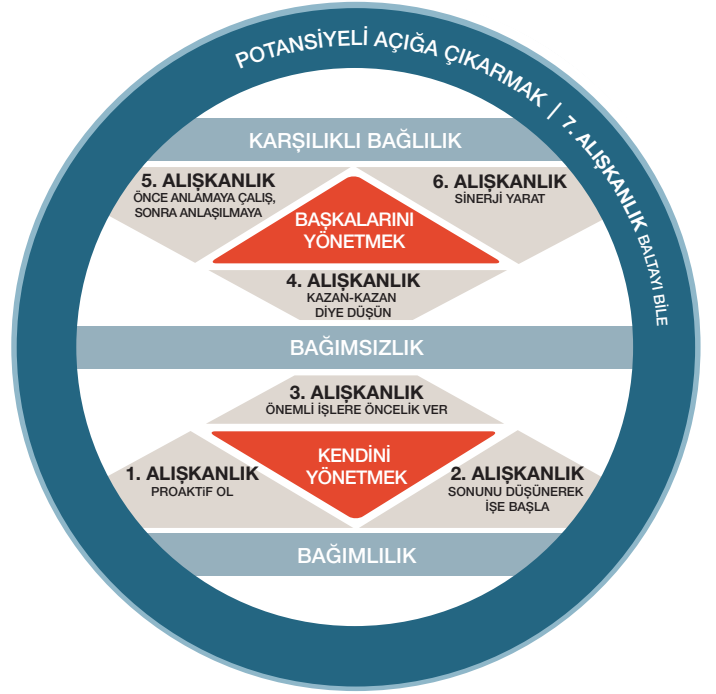 POTANSİYELİ AÇIĞA ÇIKARMAK | 7. ALIŞKANLIK BALTAYI BİLE
KARŞILIKLI BAĞLILIK
5. ALIŞKANLIK
ÖNCE ANLAMAYA ÇALIŞ,
SONRA ANLAŞILMAYA
6. ALIŞKANLIK
SİNERJİ YARAT
BAŞKALARINI
YÖNETMEK
4. ALIŞKANLIK
KAZAN-KAZAN
DİYE DÜŞÜN
BAĞIMSIZLIK
3. ALIŞKANLIK
ÖNEMLİ İŞLERE ÖNCELİK VER
KENDİNİ
YÖNETMEK
1. ALIŞKANLIK
PROAKTiF OL
2. ALIŞKANLIK
SONUNU DÜŞÜNEREK
İŞE BAŞLA
BAĞIMLILIK